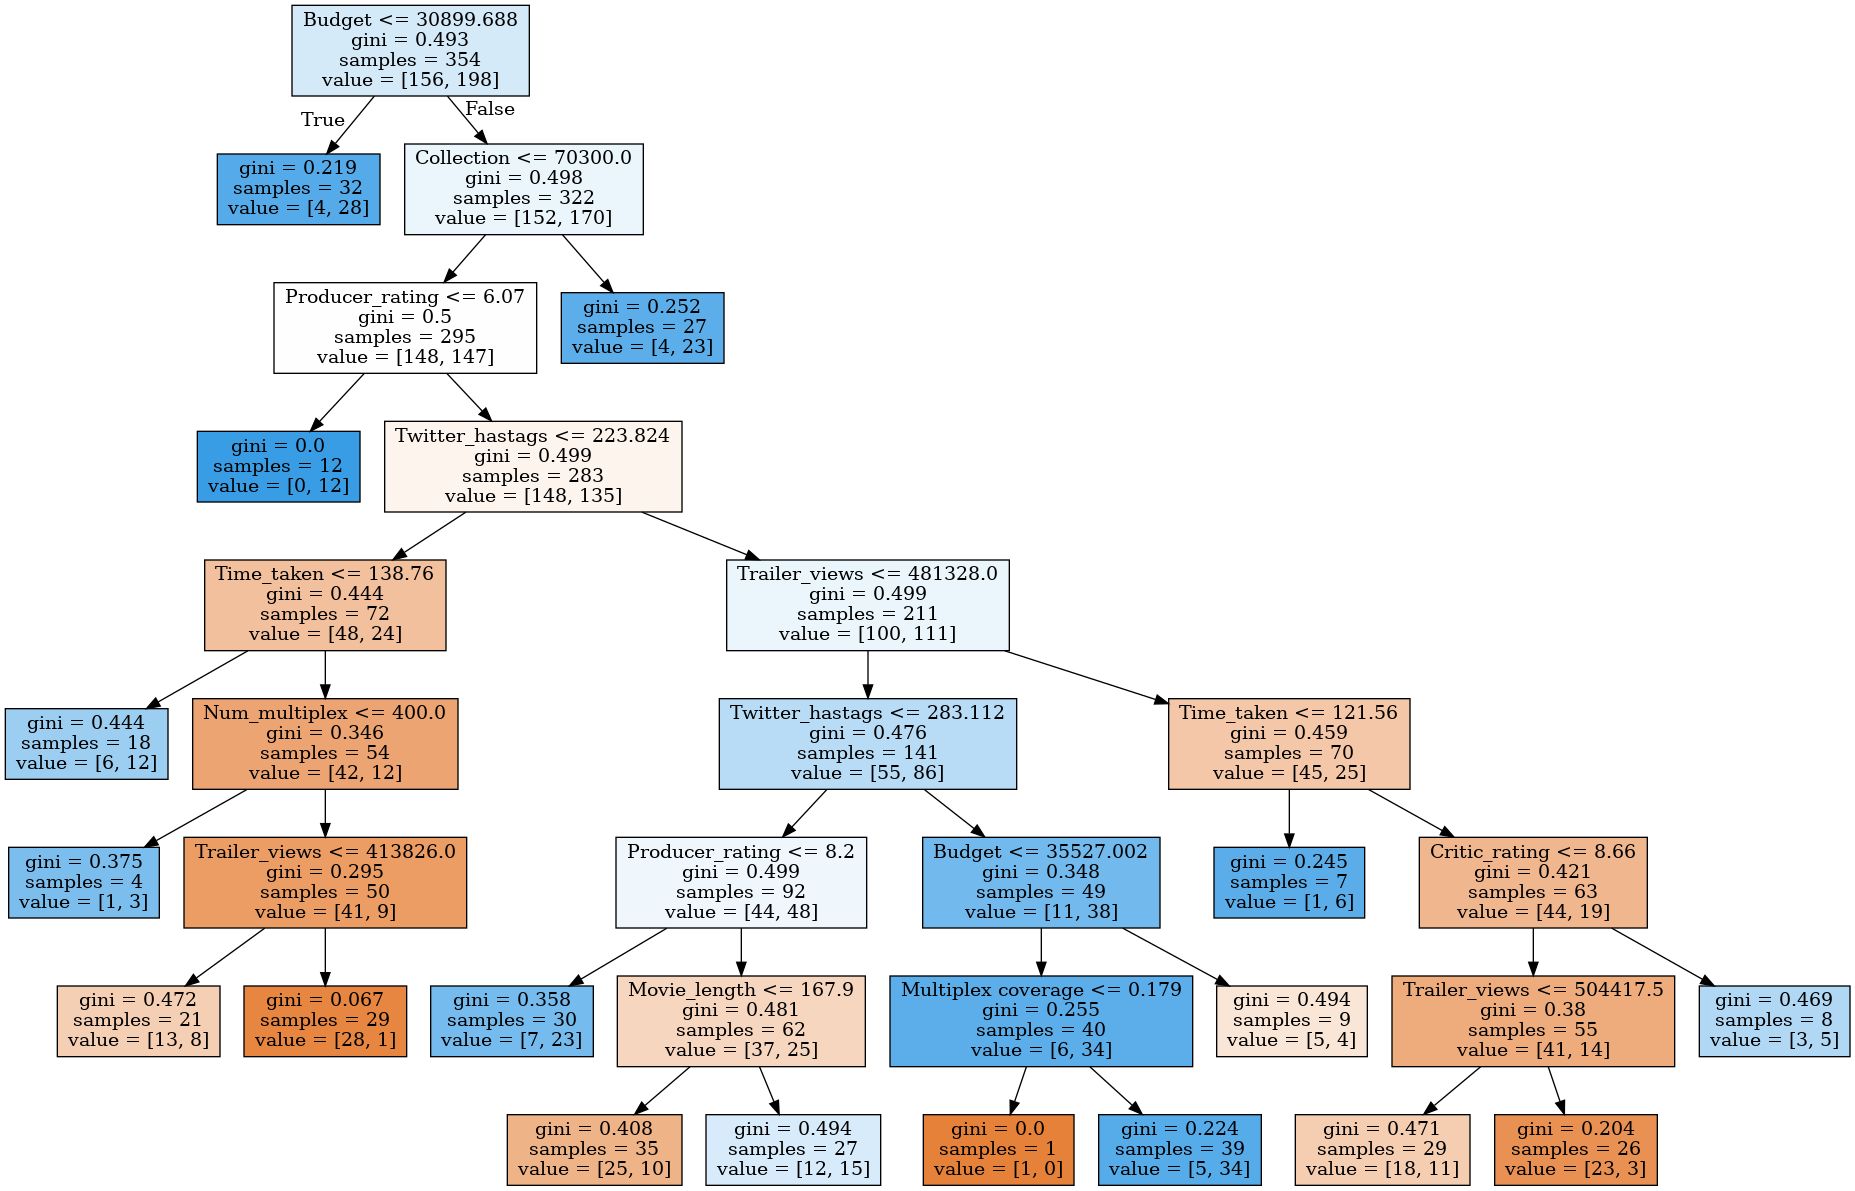 Budget <= 30899.688
gini = 0.493
samples = 354
value = [156, 198]
True
False
gini = 0.219
samples = 32
value = [4, 28]
Collection <= 70300.0
gini = 0.498
samples = 322
value = [152, 170]
Producer_rating <= 6.07
gini = 0.5
samples = 295
value = [148, 147]
gini = 0.252
samples = 27
value = [4, 23]
gini = 0.0
samples = 12
value = [0, 12]
Twitter_hastags <= 223.824
gini = 0.499
samples = 283
value = [148, 135]
Time_taken <= 138.76
gini = 0.444
samples = 72
value = [48, 24]
Trailer_views <= 481328.0
gini = 0.499
samples = 211
value = [100, 111]
gini = 0.444
samples = 18
value = [6, 12]
Num_multiplex <= 400.0
gini = 0.346
samples = 54
value = [42, 12]
Twitter_hastags <= 283.112
gini = 0.476
samples = 141
value = [55, 86]
Time_taken <= 121.56
gini = 0.459
samples = 70
value = [45, 25]
gini = 0.375
samples = 4
value = [1, 3]
Trailer_views <= 413826.0
gini = 0.295
samples = 50
value = [41, 9]
Producer_rating <= 8.2
gini = 0.499
samples = 92
value = [44, 48]
Budget <= 35527.002
gini = 0.348
samples = 49
value = [11, 38]
gini = 0.245
samples = 7
value = [1, 6]
Critic_rating <= 8.66
gini = 0.421
samples = 63
value = [44, 19]
gini = 0.472
samples = 21
value = [13, 8]
gini = 0.067
samples = 29
value = [28, 1]
gini = 0.358
samples = 30
value = [7, 23]
Movie_length <= 167.9
gini = 0.481
samples = 62
value = [37, 25]
Multiplex coverage <= 0.179
gini = 0.255
samples = 40
value = [6, 34]
gini = 0.494
samples = 9
value = [5, 4]
Trailer_views <= 504417.5
gini = 0.38
samples = 55
value = [41, 14]
gini = 0.469
samples = 8
value = [3, 5]
gini = 0.408
samples = 35
value = [25, 10]
gini = 0.494
samples = 27
value = [12, 15]
gini = 0.0
samples = 1
value = [1, 0]
gini = 0.224
samples = 39
value = [5, 34]
gini = 0.471
samples = 29
value = [18, 11]
gini = 0.204
samples = 26
value = [23, 3]